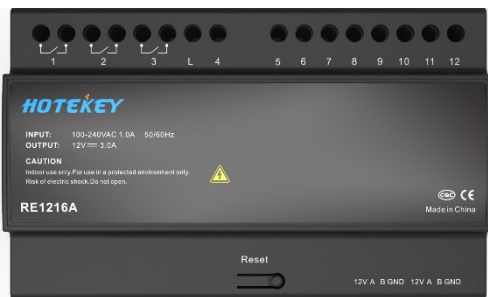 1 2 3 L 4 5 6 7 8 9 10 11 12
HOTEKEY
INPUT: 100-240VAC 1.0A 50/60Hz
OUTPUT: 12V⎓ 3.0A
CAUTION
Indoor use only.For use in a protected environment only.
Risk of electric shock.Do not open.
RE1216A
CQC CE
Made in China
Reset
12V A B GND 12V A B GND